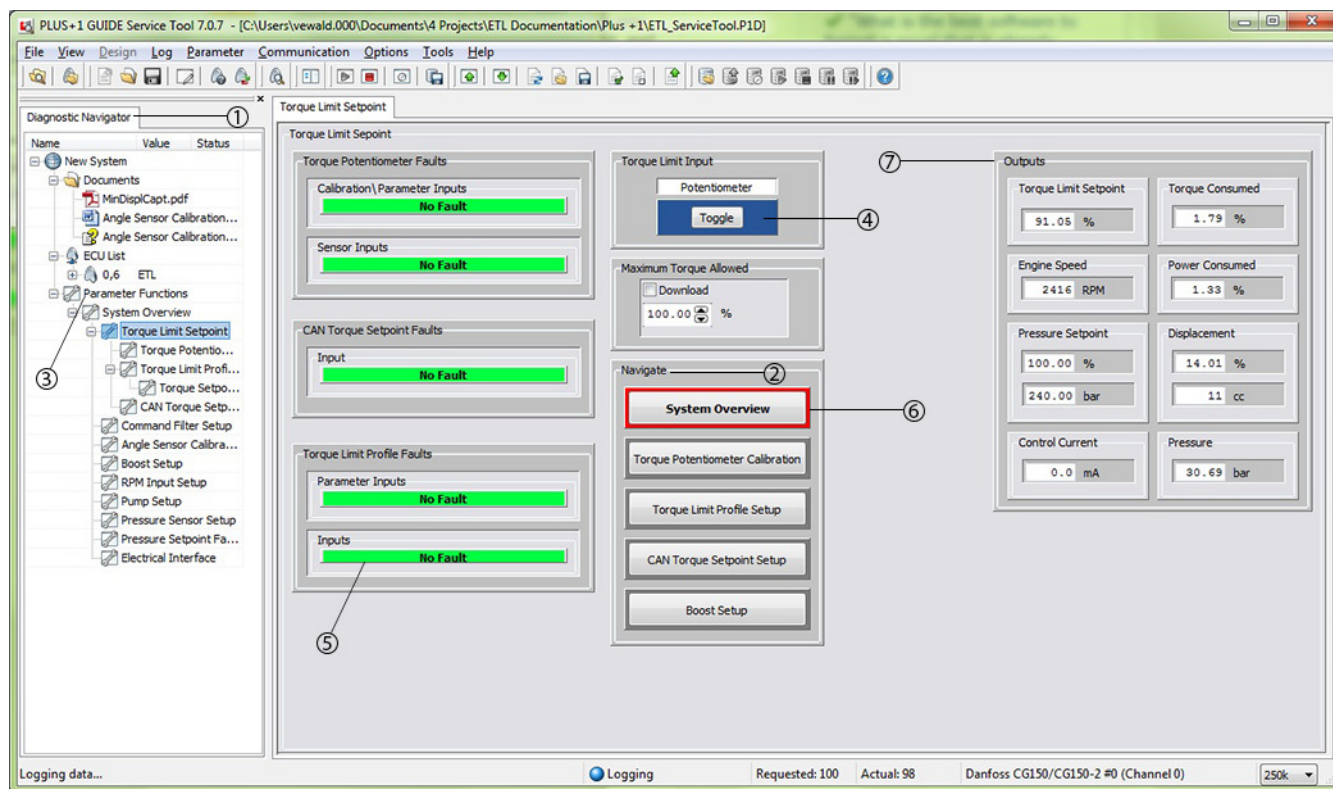 PLUS+1 GUIDE Service Tool 7.0.7 - [C:\Users\vewald.000\Documents\4 Projects\ETL Documentation\Plus +1\ETL_ServiceTool.P1D]
File View Design Log Parameter Communication Options Tools Help
Diagnostic Navigator
①
Name Value Status
New System
Documents
MinDisplCapt.pdf
Angle Sensor Calibration...
Angle Sensor Calibration...
ECU List
0,6 ETL
Parameter Functions
System Overview
Torque Limit Setpoint
Torque Potentio...
Torque Limit Profi...
Torque Setpo...
CAN Torque Setp...
Command Filter Setup
Angle Sensor Calibra...
Boost Setup
RPM Input Setup
Pump Setup
Pressure Sensor Setup
Pressure Setpoint Fa...
Electrical Interface
③
Torque Limit Setpoint
Torque Limit Sepoint
Torque Potentiometer Faults
Calibration\Parameter Inputs
No Fault
Sensor Inputs
No Fault
CAN Torque Setpoint Faults
Input
No Fault
Torque Limit Profile Faults
Parameter Inputs
No Fault
Inputs
No Fault
⑤
Torque Limit Input
Potentiometer
Toggle
④
Maximum Torque Allowed
Download
100.00 %
Navigate
②
System Overview
⑥
Torque Potentiometer Calibration
Torque Limit Profile Setup
CAN Torque Setpoint Setup
Boost Setup
⑦
Outputs
Torque Limit Setpoint Torque Consumed
91.05 % 1.79 %
Engine Speed Power Consumed
2416 RPM 1.33 %
Pressure Setpoint Displacement
100.00 % 14.01 %
240.00 bar 11 cc
Control Current Pressure
0.0 mA 30.69 bar
Logging data... Logging Requested: 100 Actual: 98 Danfoss CG150/CG150-2 #0 (Channel 0) 250k